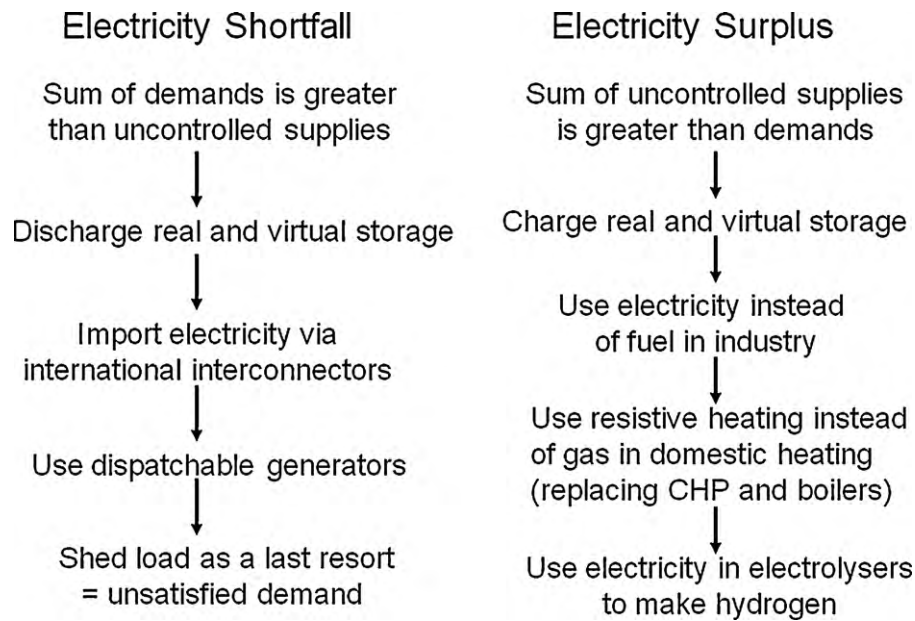 Electricity Shortfall
Sum of demands is greater
than uncontrolled supplies
Discharge real and virtual storage
Import electricity via
international interconnectors
Use dispatchable generators
Shed load as a last resort
= unsatisfied demand
Electricity Surplus
Sum of uncontrolled supplies
is greater than demands
Charge real and virtual storage
Use electricity instead
of fuel in industry
Use resistive heating instead
of gas in domestic heating
(replacing CHP and boilers)
Use electricity in electrolysers
to make hydrogen